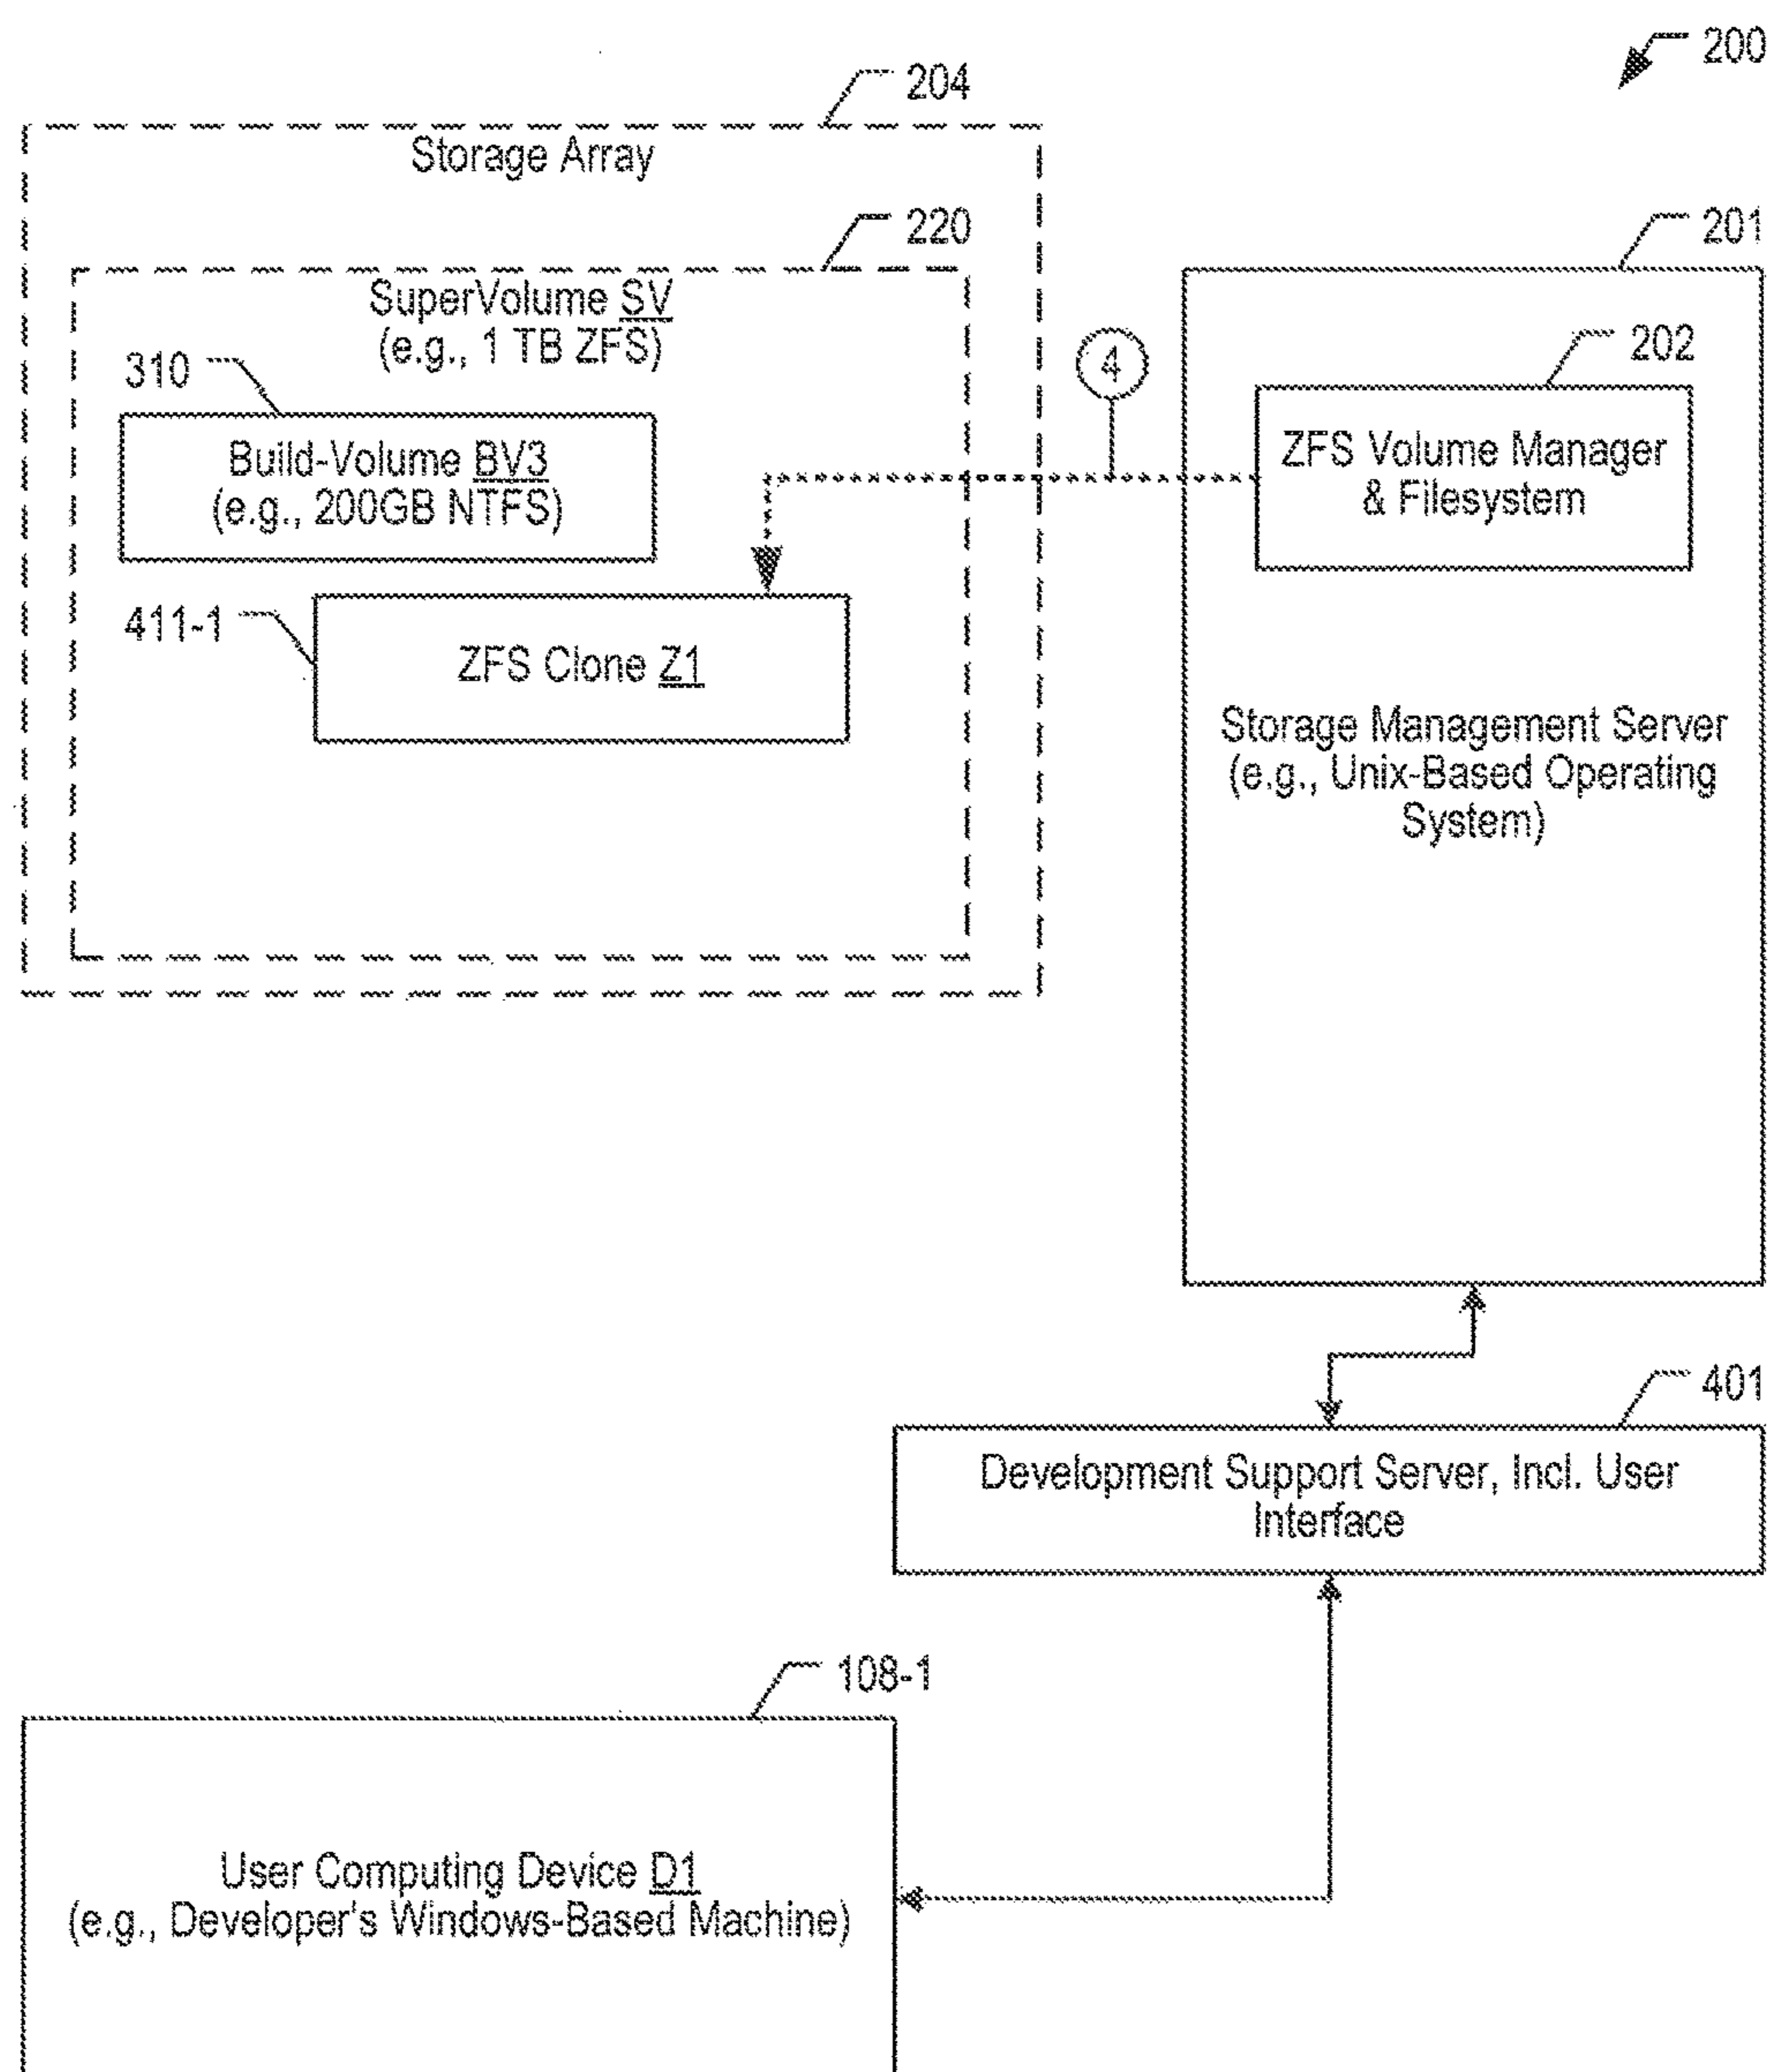 200
204
Storage Array
220
201
SuperVolume SV
(e.g., 1 TB ZFS)
202
310
4
Build-Volume BV3
(e.g., 200GB NTFS)
ZFS Volume Manager
& Filesystem
411-1
ZFS Clone Z1
Storage Management Server
(e.g., Unix-Based Operating
System)
401
Development Support Server, Incl. User
Interface
108-1
User Computing Device D1
(e.g., Developer's Windows-Based Machine)